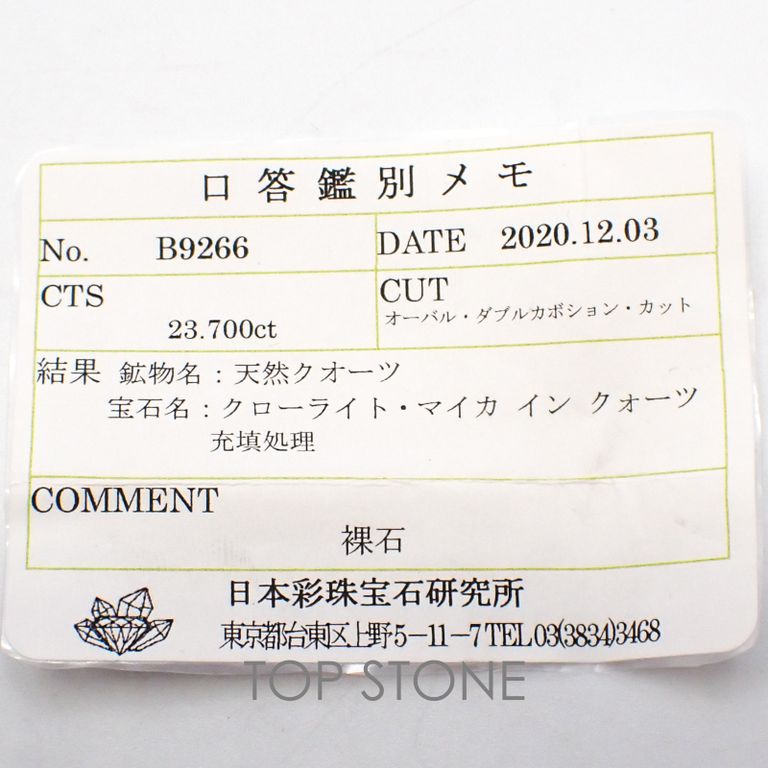 口答鑑別メモ
No. B9266
DATE 2020.12.03
CTS
23.700ct
CUT
オーバル・ダブルカボション・カット
結果 鉱物名：天然クオーツ
宝石名：クローライト・マイカ イン クォーツ
充填処理
COMMENT
裸石
日本彩珠宝石研究所
東京都台東区上野5-11-7 TEL03(3834)3468
TOP STONE